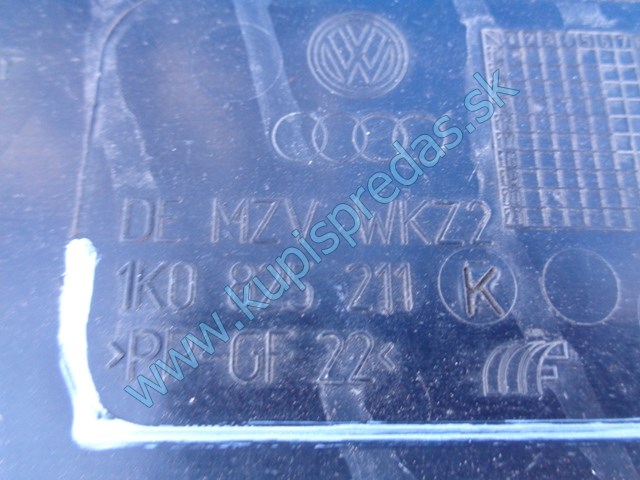 VW
DE MZV WKZ2
1K0 825 211 K
>PP GF 22<
www.kupispredas.sk